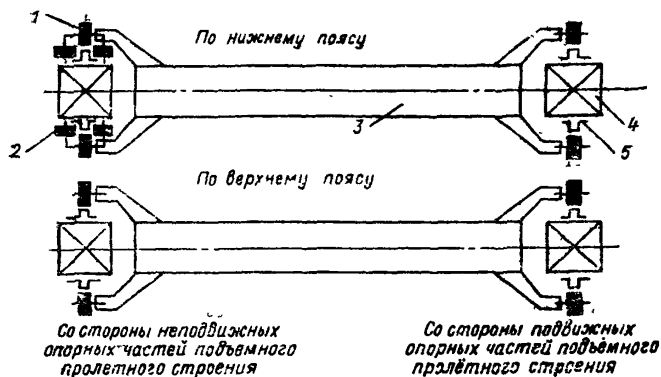 1
По нижнему поясу
2
3
4
5
По верхнему поясу
Со стороны неподвижных
опорных частей подъемного
пролетного строения
Со стороны подвижных
опорных частей подъёмного
пролётного строения